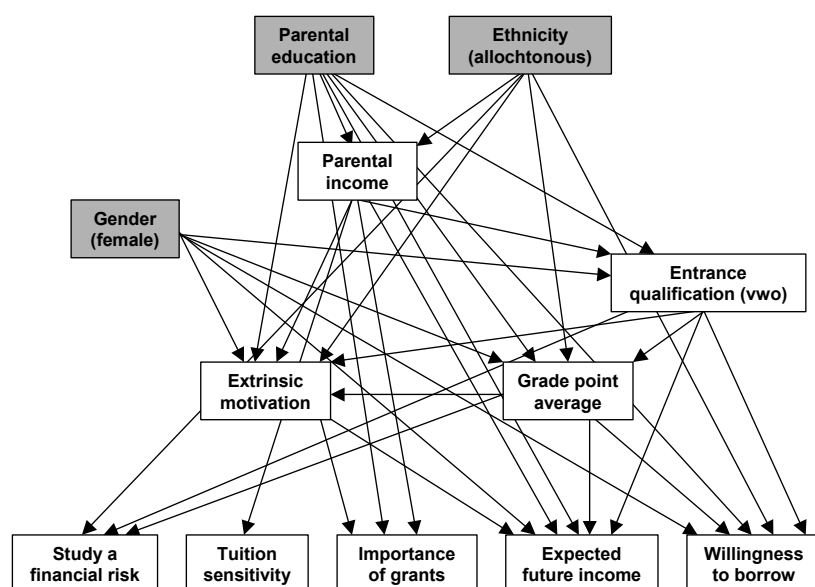 Parental
education
Ethnicity
(allochtonous)
Parental
income
Gender
(female)
Entrance
qualification (vwo)
Extrinsic
motivation
Grade point
average
Study a
financial risk
Tuition
sensitivity
Importance
of grants
Expected
future income
Willingness
to borrow